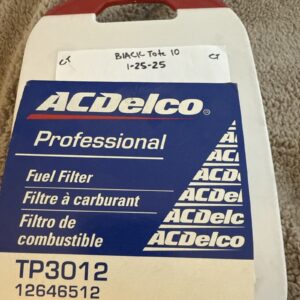 BLACK Tote 10
1-25-25
ACDelco®
Professional
Fuel Filter
Filtre à carburant
Filtro de
combustible
ACDelco
ACDelco
ACDelco
ACDelco
TP3012
12646512